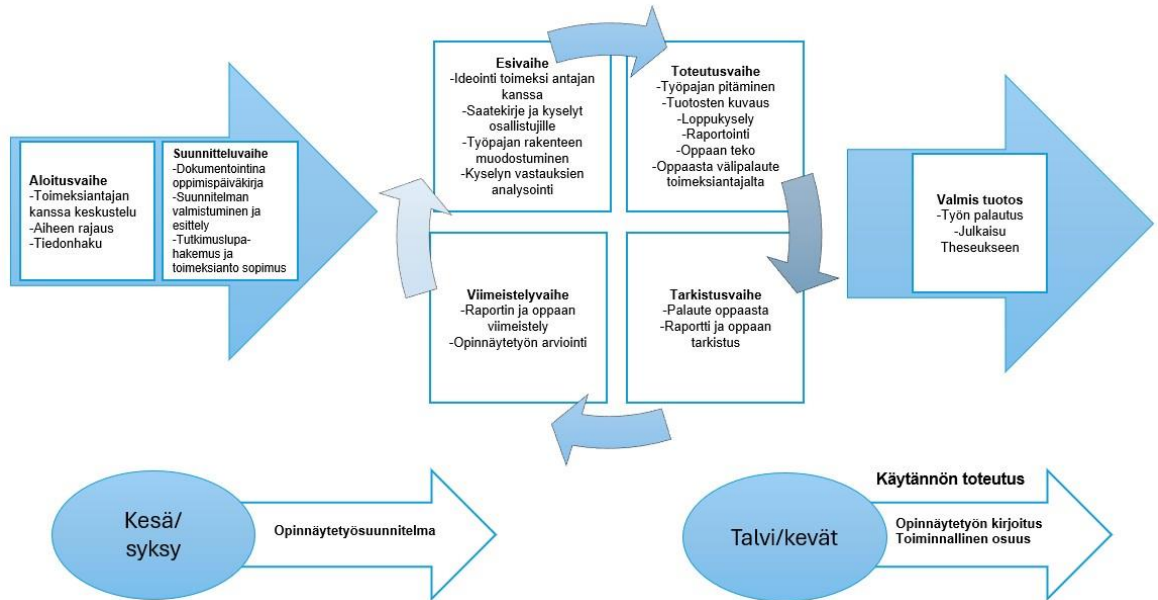 Aloitusvaihe
-Toimeksiantajan
kanssa keskustelu
-Aiheen rajaus
-Tiedonhaku
Suunnitteluvaihe
-Dokumentointina
oppimispäiväkirja
-Suunnitelman
valmistuminen ja
esittely
-Tutkimuslupa-
hakemus ja
toimeksianto sopimus
Esivaihe
-Ideointi toimeksi antajan
kanssa
-Saatekirje ja kyselyt
osallistujille
-Työpajan rakenteen
muodostuminen
-Kyselyn vastauksien
analysointi
Toteutusvaihe
-Työpajan pitäminen
-Tuotosten kuvaus
-Loppukysely
-Raportointi
-Oppaan teko
-Oppaasta välipalaute
toimeksiantajalta
Viimeistelyvaihe
-Raportin ja oppaan
viimeistely
-Opinnäytetyön arviointi
Tarkistusvaihe
-Palaute oppaasta
-Raportti ja oppaan
tarkistus
Valmis tuotos
-Työn palautus
-Julkaisu
Theseukseen
Kesä/
syksy
Opinnäytetyösuunnitelma
Talvi/kevät
Käytännön toteutus
Opinnäytetyön kirjoitus
Toiminnallinen osuus